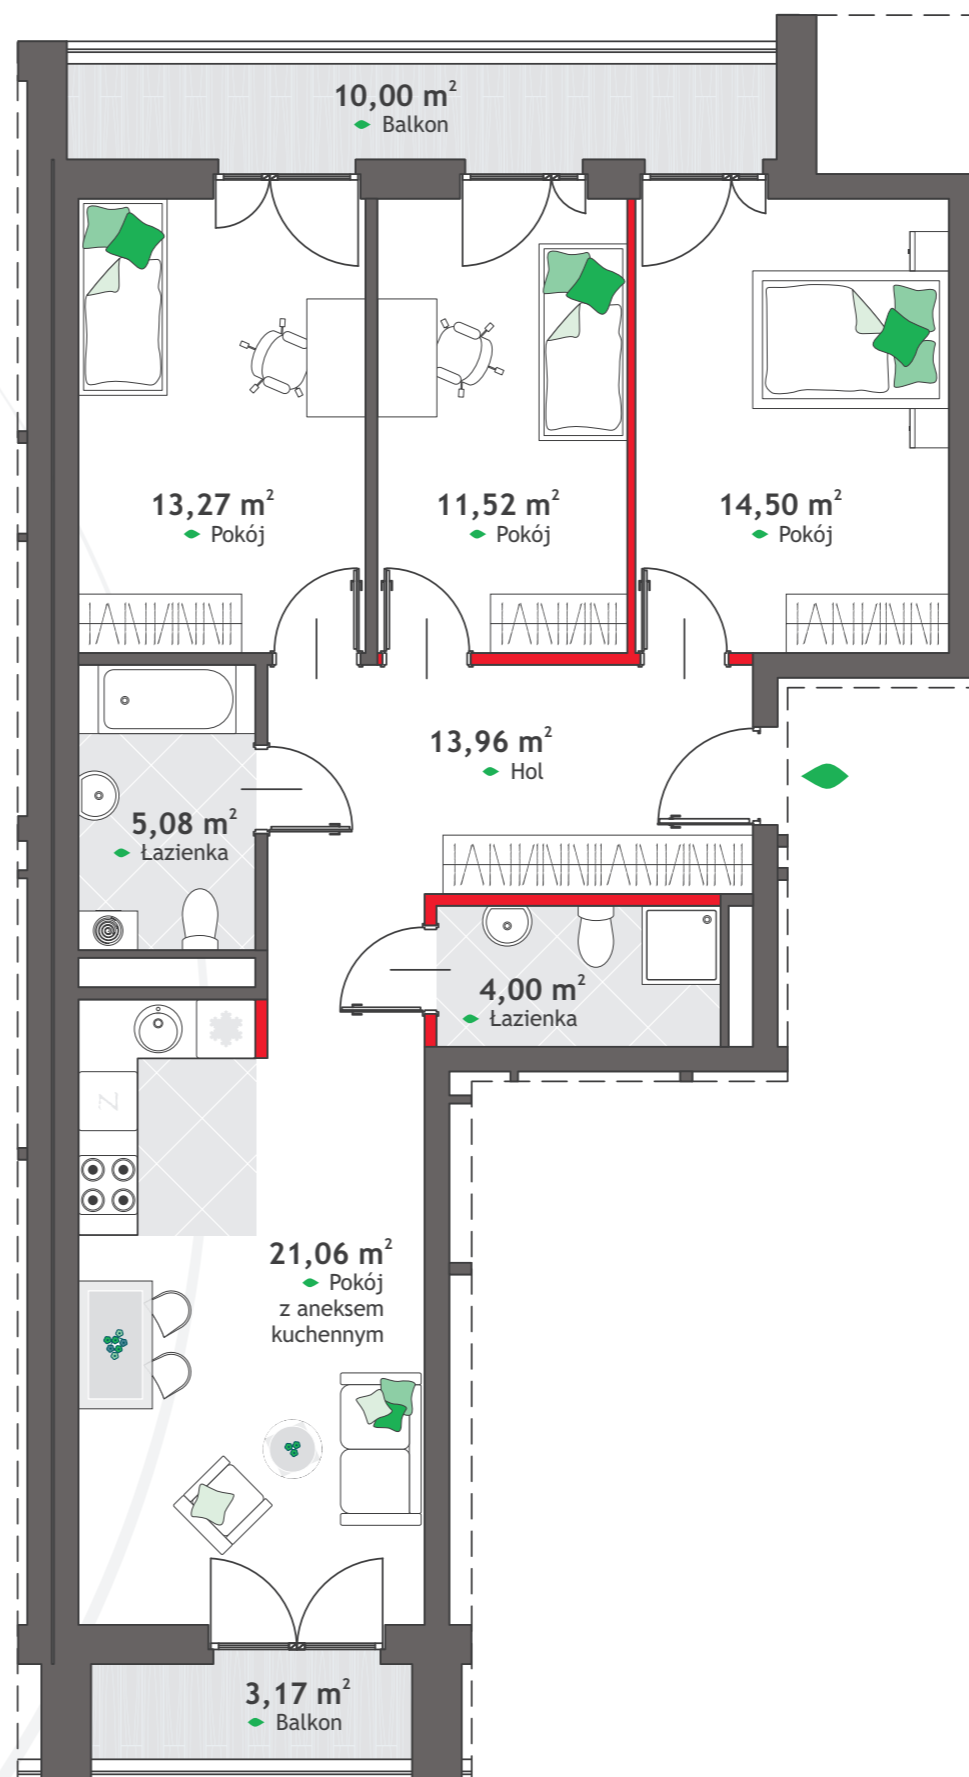 10,00 m²
Balkon
13,27 m²
Pokój
11,52 m²
Pokój
14,50 m²
Pokój
13,96 m²
Hol
5,08 m²
Łazienka
4,00 m²
Łazienka
Z
21,06 m²
Pokój
z aneksem
kuchennym
3,17 m²
Balkon